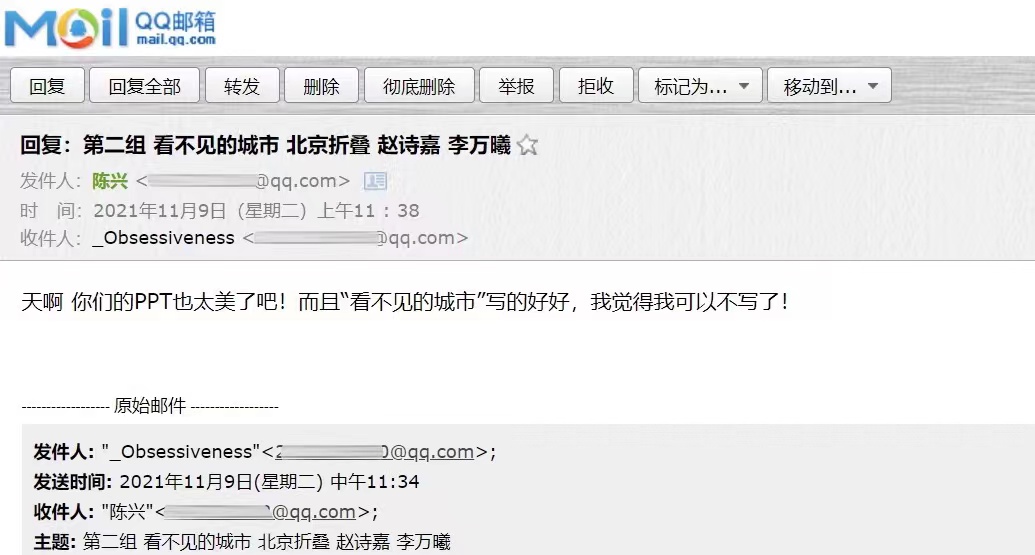 Mail QQ邮箱
mail.qq.com
回复 回复全部 转发 删除 彻底删除 举报 拒收 标记为... 移动到...
回复：第二组 看不见的城市 北京折叠 赵诗嘉 李万曦
发件人：陈兴 <@qq.com>
时 间：2021年11月9日（星期二）上午11：38
收件人：_Obsessiveness <@qq.com>
天啊 你们的PPT也太美了吧！而且“看不见的城市”写的好好，我觉得我可以不写了！
------------------ 原始邮件 ------------------
发件人: "_Obsessiveness"<20@qq.com>;
发送时间: 2021年11月9日(星期二) 中午11:34
收件人: "陈兴"<@qq.com>;
主题: 第二组 看不见的城市 北京折叠 赵诗嘉 李万曦